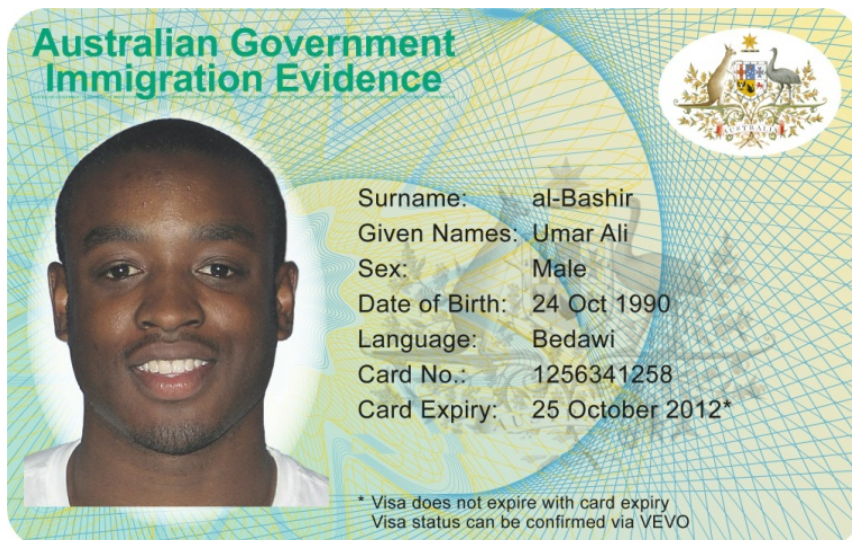 Australian Government
Immigration Evidence
AUSTRALIA
Surname: al-Bashir
Given Names: Umar Ali
Sex: Male
Date of Birth: 24 Oct 1990
Language: Bedawi
Card No.: 1256341258
Card Expiry: 25 October 2012*
* Visa does not expire with card expiry
Visa status can be confirmed via VEVO